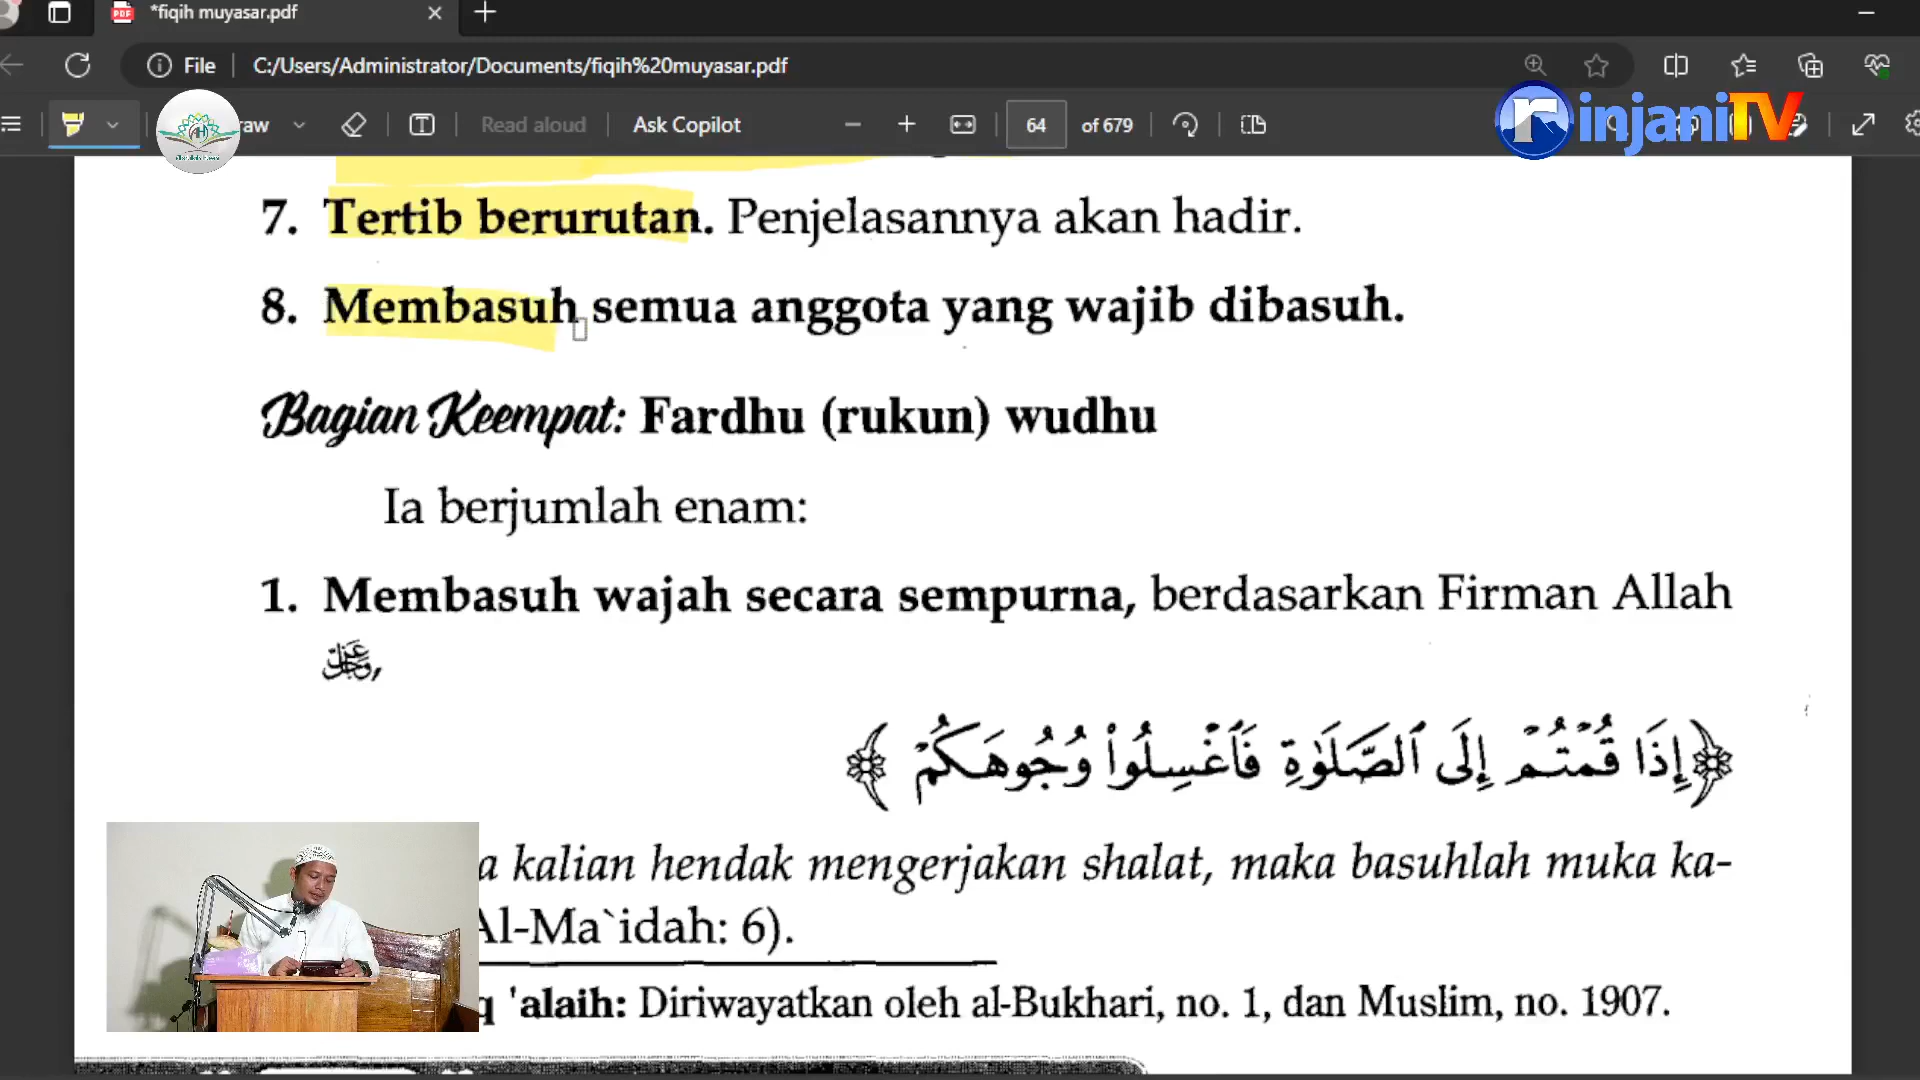 *fiqih muyasar.pdf
File C:/Users/Administrator/Documents/fiqih%20muyasar.pdf
Read aloud Ask Copilot 64 of 679
injaniTV
7. Tertib berurutan. Penjelasannya akan hadir.
8. Membasuh semua anggota yang wajib dibasuh.
Bagian Keempat: Fardhu (rukun) wudhu
Ia berjumlah enam:
1. Membasuh wajah secara sempurna, berdasarkan Firman Allah
عَزَّوَجَلَّ,
﴿إِذَا قُمْتُمْ إِلَى ٱلصَّلَوٰةِ فَٱغْسِلُوا۟ وُجُوهَكُمْ ﴾
a kalian hendak mengerjakan shalat, maka basuhlah muka ka-
Al-Ma`idah: 6).
q 'alaih: Diriwayatkan oleh al-Bukhari, no. 1, dan Muslim, no. 1907.